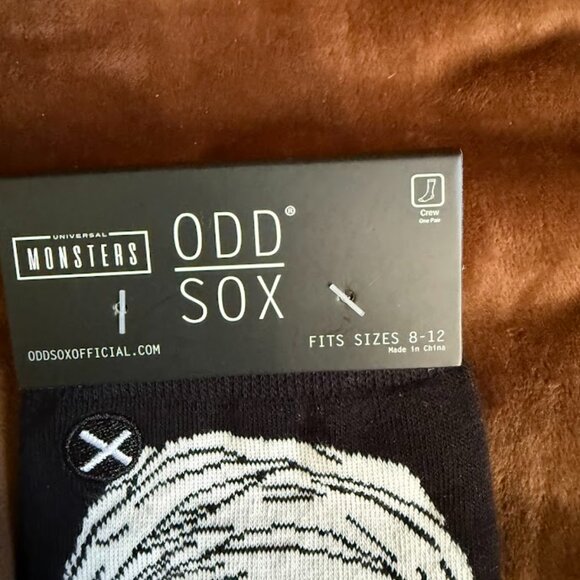 UNIVERSAL
MONSTERS
ODD®
SOX
Crew
One Pair
ODDSOXOFFICIAL.COM
FITS SIZES 8-12
Made in China
X